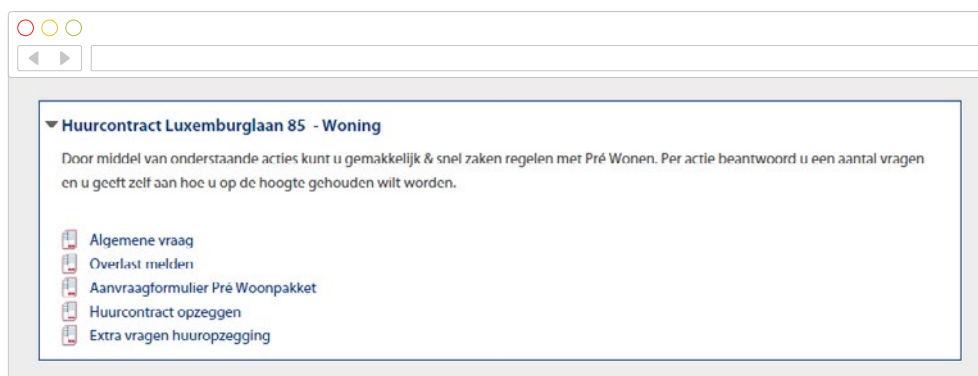 Huurcontract Luxemburglaan 85 - Woning
Door middel van onderstaande acties kunt u gemakkelijk & snel zaken regelen met Pré Wonen. Per actie beantwoord u een aantal vragen
en u geeft zelf aan hoe u op de hoogte gehouden wilt worden.
Algemene vraag
Overlast melden
Aanvraagformulier Pré Woonpakket
Huurcontract opzeggen
Extra vragen huuropzegging